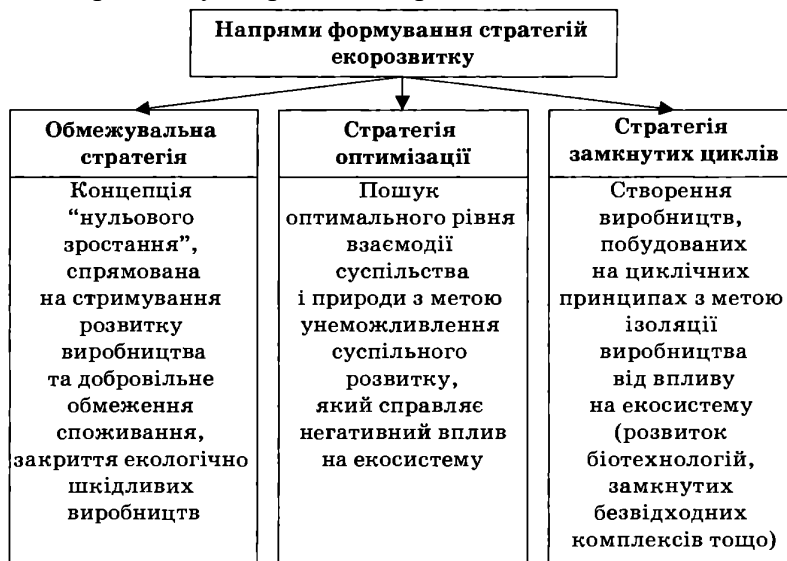 Напрями формування стратегій
екорозвитку
Обмежувальна
стратегія
Концепція
“нульового
зростання”,
спрямована
на стримування
розвитку
виробництва
та добровільне
обмеження
споживання,
закриття екологічно
шкідливих
виробництв
Стратегія
оптимізації
Пошук
оптимального рівня
взаємодії
суспільства
і природи з метою
унеможливлення
суспільного
розвитку,
який справляє
негативний вплив
на екосистему
Стратегія
замкнутих циклів
Створення
виробництв,
побудованих
на циклічних
принципах з метою
ізоляції
виробництва
від впливу
на екосистему
(розвиток
біотехнологій,
замкнутих
безвідходних
комплексів тощо)